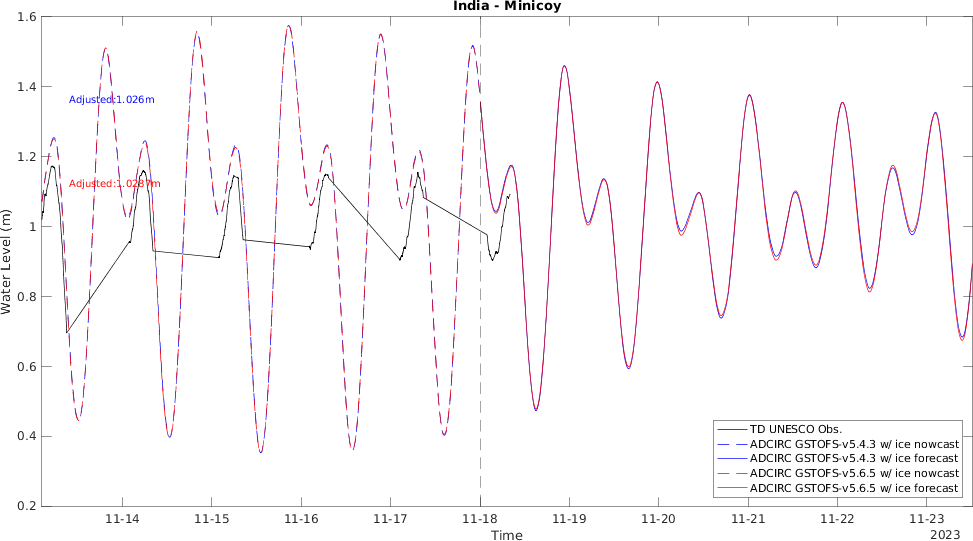 India - Minicoy
1.6
1.4
1.2
1
0.8
0.6
0.4
0.2
Water Level (m)
Adjusted:1.026m
Adjusted:1.0287m
TD UNESCO Obs.
ADCIRC GSTOFS-v5.4.3 w/ ice nowcast
ADCIRC GSTOFS-v5.4.3 w/ ice forecast
ADCIRC GSTOFS-v5.6.5 w/ ice nowcast
ADCIRC GSTOFS-v5.6.5 w/ ice forecast
11-14 11-15 11-16 11-17 11-18 11-19 11-20 11-21 11-22 11-23
2023
Time